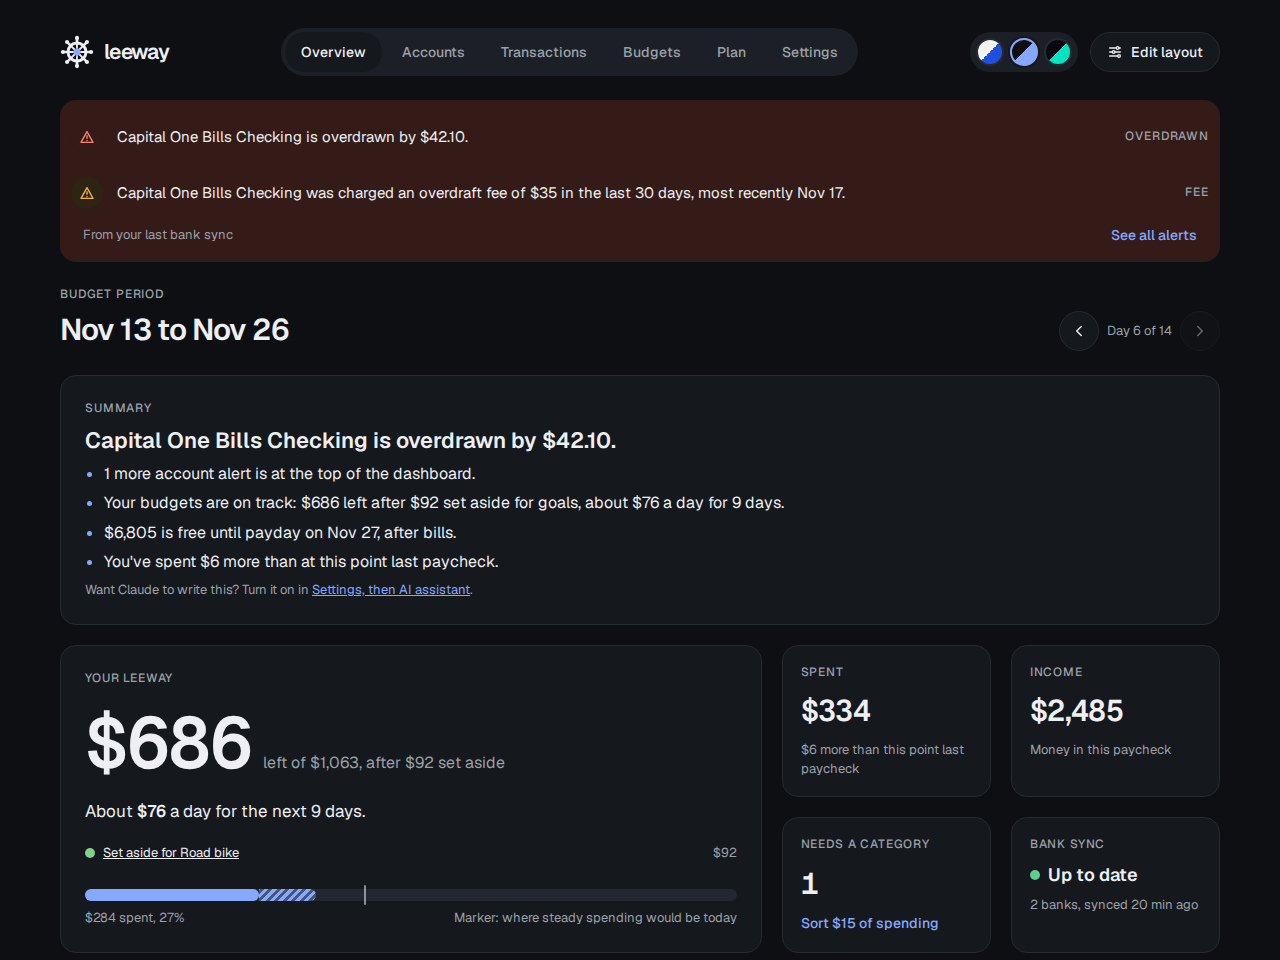 leeway
Overview
Accounts
Transactions
Budgets
Plan
Settings
Edit layout
Capital One Bills Checking is overdrawn by $42.10.
OVERDRAWN
Capital One Bills Checking was charged an overdraft fee of $35 in the last 30 days, most recently Nov 17.
FEE
From your last bank sync
See all alerts
BUDGET PERIOD
Nov 13 to Nov 26
Day 6 of 14
SUMMARY
Capital One Bills Checking is overdrawn by $42.10.
1 more account alert is at the top of the dashboard.
Your budgets are on track: $686 left after $92 set aside for goals, about $76 a day for 9 days.
$6,805 is free until payday on Nov 27, after bills.
You've spent $6 more than at this point last paycheck.
Want Claude to write this? Turn it on in Settings, then AI assistant.
YOUR LEEWAY
$686 left of $1,063, after $92 set aside
About $76 a day for the next 9 days.
Set aside for Road bike
$92
$284 spent, 27%
Marker: where steady spending would be today
SPENT
$334
$6 more than this point last
paycheck
INCOME
$2,485
Money in this paycheck
NEEDS A CATEGORY
1
Sort $15 of spending
BANK SYNC
Up to date
2 banks, synced 20 min ago